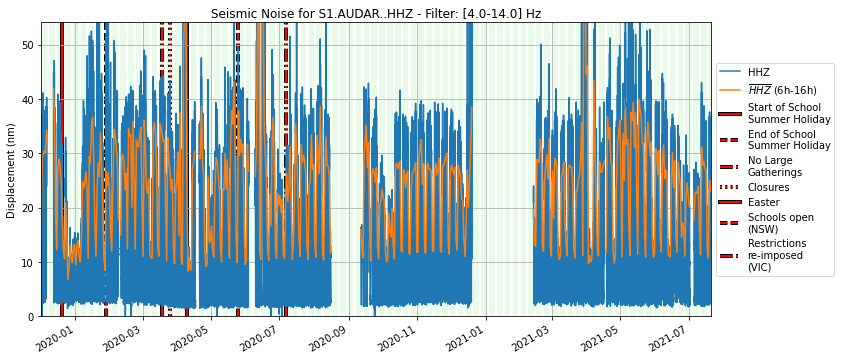 Seismic Noise for S1.AUDAR..HHZ - Filter: [4.0-14.0] Hz
Displacement (nm)
50
40
30
20
10
0
2020-01
2020-03
2020-05
2020-07
2020-09
2020-11
2021-01
2021-03
2021-05
2021-07
HHZ
HHZ (6h-16h)
Start of School
Summer Holiday
End of School
Summer Holiday
No Large
Gatherings
Closures
Easter
Schools open
(NSW)
Restrictions
re-imposed
(VIC)